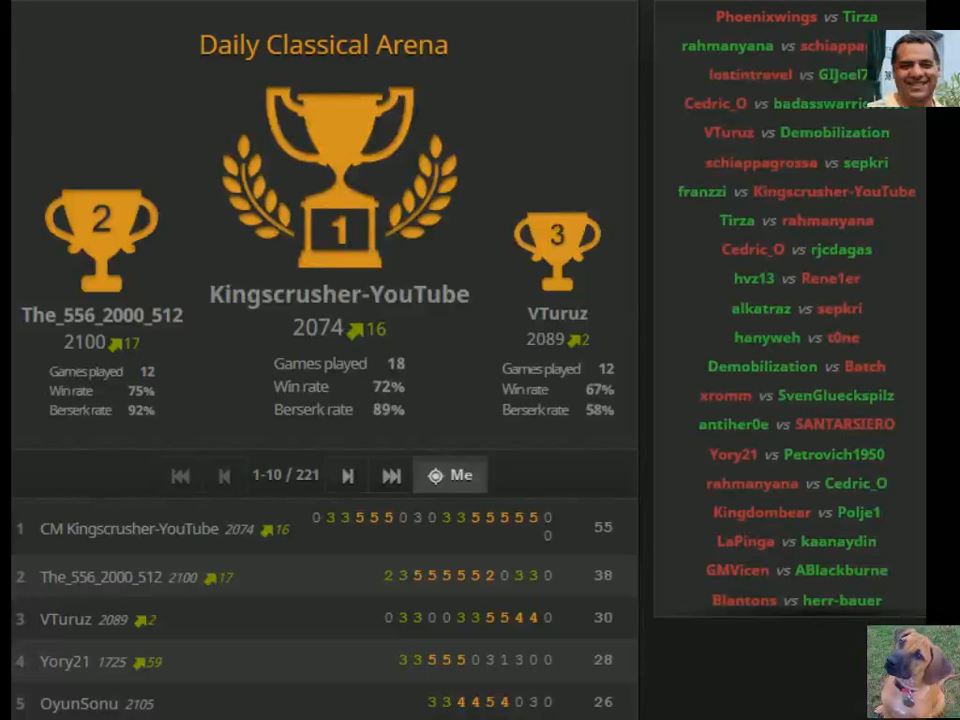 Daily Classical Arena
2
1
3
The_556_2000_512
2100 17
Games played 12
Win rate 75%
Berserk rate 92%
Kingscrusher-YouTube
2074 16
Games played 18
Win rate 72%
Berserk rate 89%
VTuruz
2089 2
Games played 12
Win rate 67%
Berserk rate 58%
1-10 / 221 Me
1 CM Kingscrusher-YouTube 2074 16 0 3 3 5 5 5 0 3 0 3 3 5 5 5 5 5 0 55
0
2 The_556_2000_512 2100 17 2 3 5 5 5 5 5 2 0 3 3 0 38
3 VTuruz 2089 2 0 3 3 0 0 3 3 5 5 4 4 0 30
4 Yory21 1725 59 3 3 5 5 5 0 3 1 3 0 0 28
5 OyunSonu 2105 3 3 4 4 5 4 0 3 0 26
Phoenixwings vs Tirza
rahmanyana vs schiappa
lostintravel vs GIJoel7
Cedric_O vs badasswarrio
VTuruz vs Demobilization
schiappagrossa vs sepkri
franzzi vs Kingscrusher-YouTube
Tirza vs rahmanyana
Cedric_O vs rjcdagas
hvz13 vs Rene1er
alkatraz vs sepkri
hanyweh vs t0ne
Demobilization vs Batch
xromm vs SvenGlueckspilz
antiher0e vs SANTARSIERO
Yory21 vs Petrovich1950
rahmanyana vs Cedric_O
Kingdombear vs Polje1
LaPinga vs kaanaydin
GMVicen vs ABlackburne
Blantons vs herr-bauer